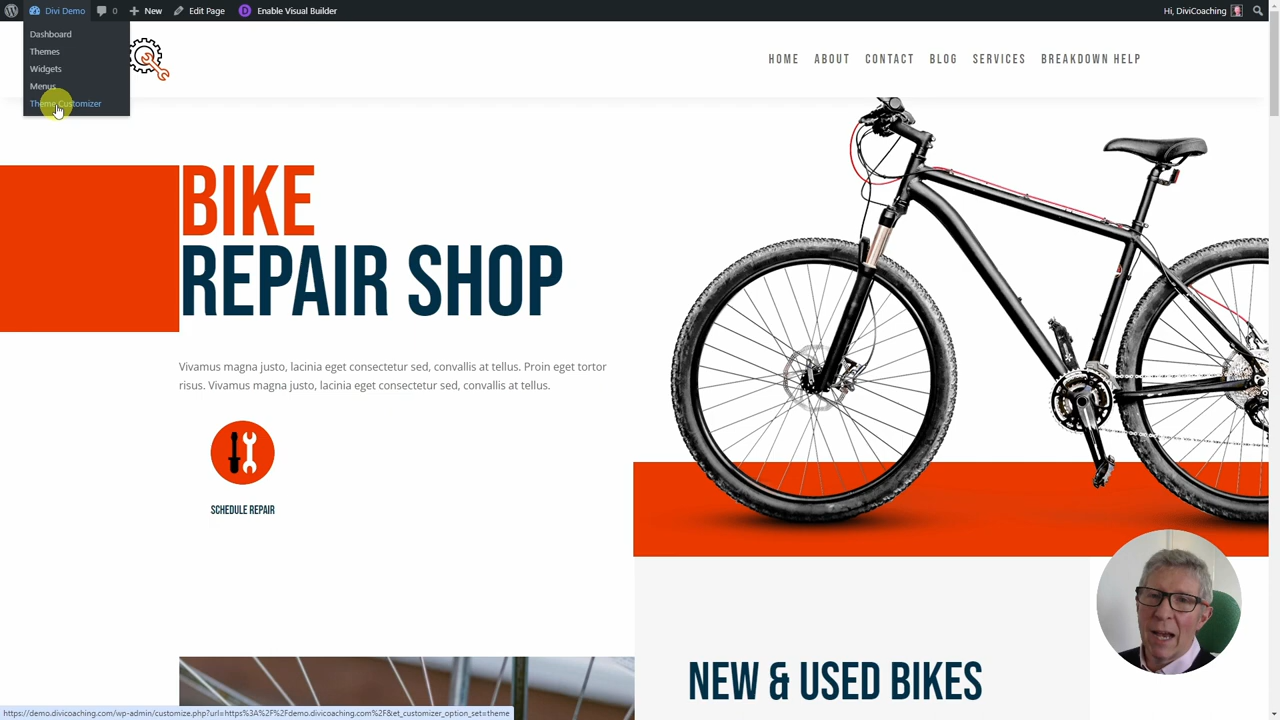 Divi Demo
0
New
Edit Page
D
Enable Visual Builder
Hi, DiviCoaching
Dashboard
Themes
Widgets
Menus
Theme Customizer
HOME
ABOUT
CONTACT
BLOG
SERVICES
BREAKDOWN HELP
BIKE
REPAIR SHOP
Vivamus magna justo, lacinia eget consectetur sed, convallis at tellus. Proin eget tortor
risus. Vivamus magna justo, lacinia eget consectetur sed, convallis at tellus.
SCHEDULE REPAIR
NEW & USED BIKES
https://demo.divicoaching.com/wp-admin/customize.php?url=https%3A%2F%2Fdemo.divicoaching.com%2F&et_customizer_option_set=theme